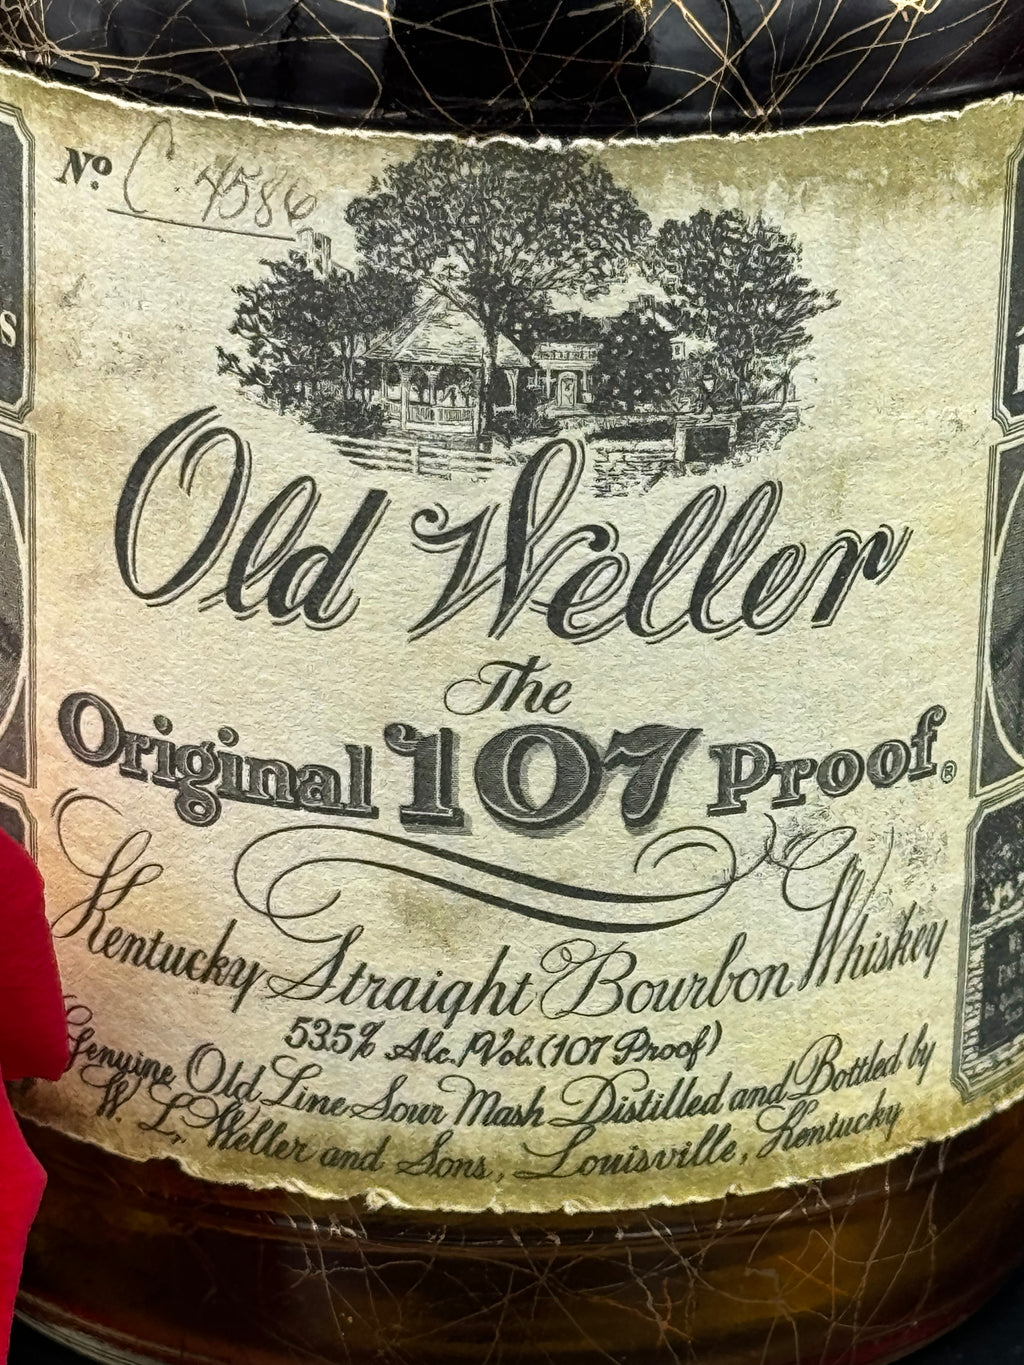 Nº C 4586
Old Weller
The
Original 107 Proof®
Kentucky Straight Bourbon Whiskey
53.5% Alc./Vol. (107 Proof)
Genuine Old Line Sour Mash Distilled and Bottled by
W. L. Weller and Sons, Louisville, Kentucky